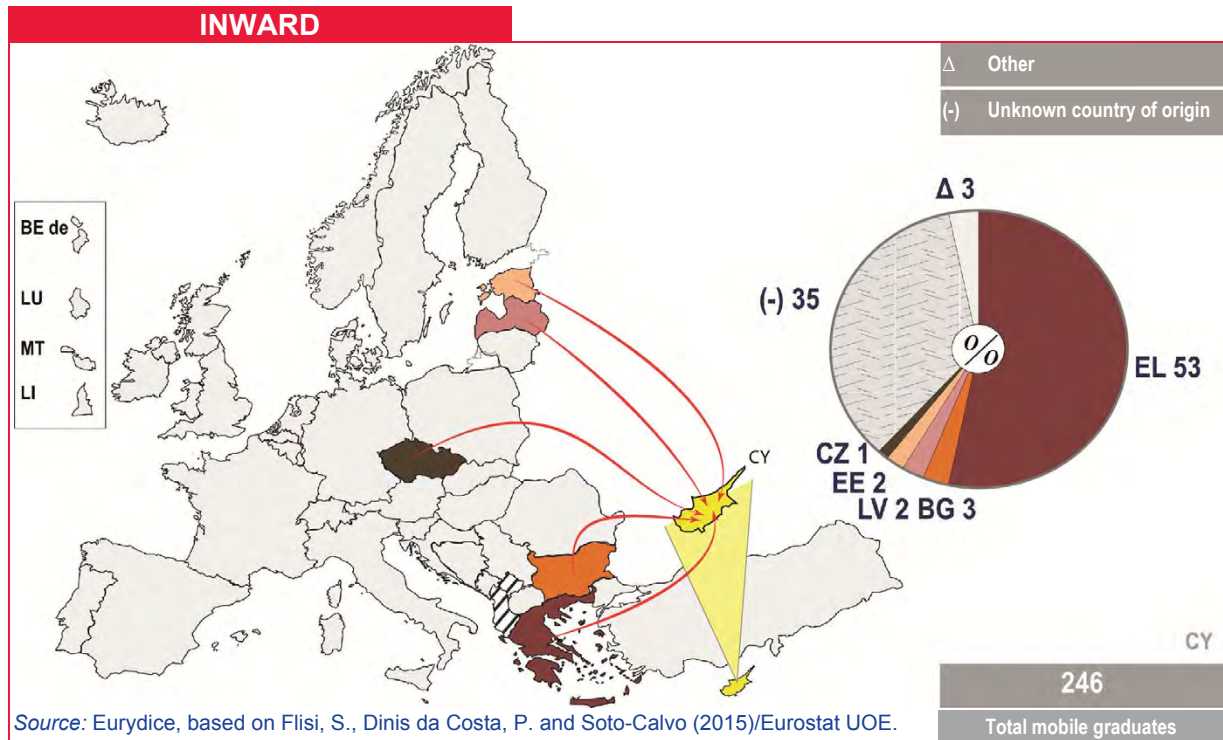 INWARD
Δ Other
(-) Unknown country of origin
BE de
LU
MT
LI
CY
Δ 3
(-) 35
EL 53
CZ 1
EE 2
LV 2 BG 3
o/o
CY
246
Total mobile graduates
Source: Eurydice, based on Flisi, S., Dinis da Costa, P. and Soto-Calvo (2015)/Eurostat UOE.